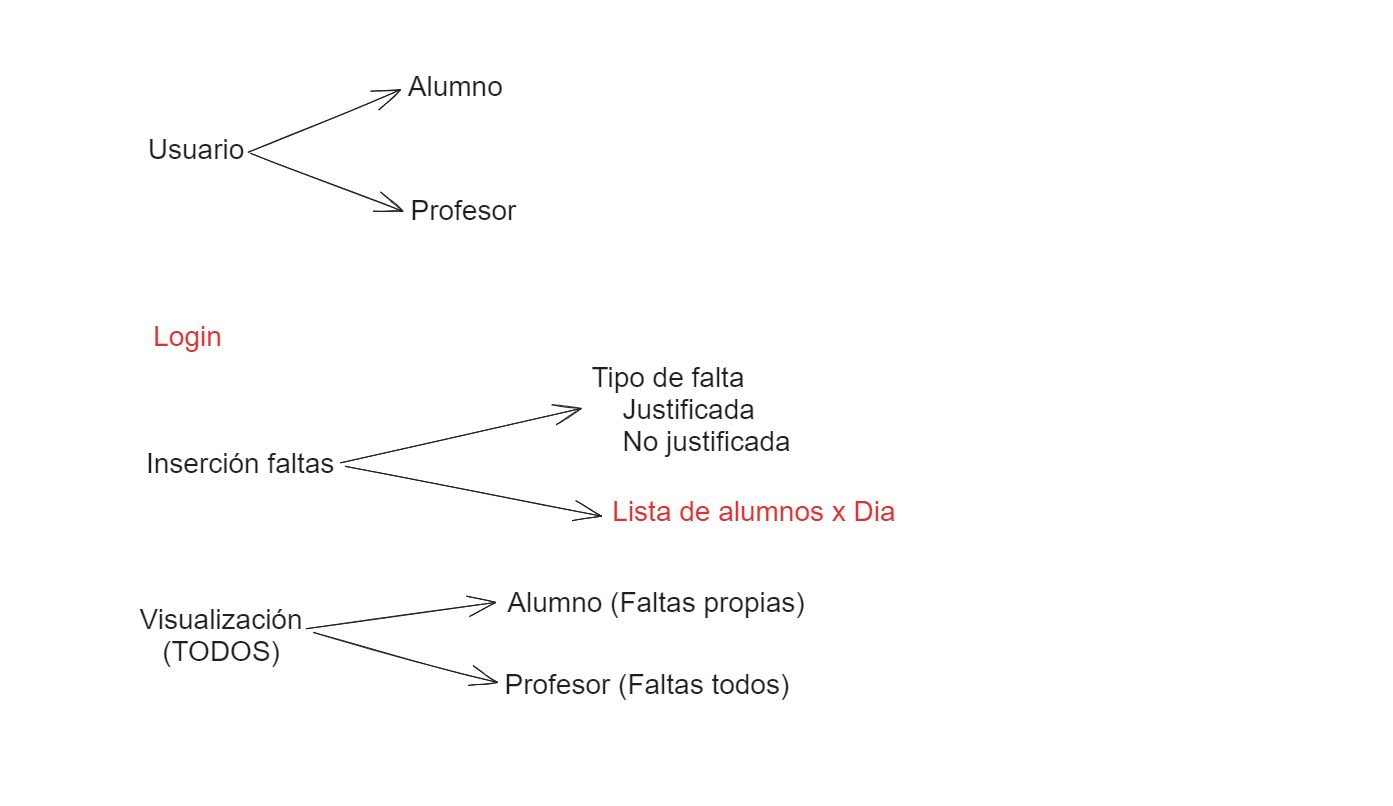 Alumno
Usuario
Profesor
Login
Tipo de falta
Justificada
No justificada
Inserción faltas
Lista de alumnos x Dia
Alumno (Faltas propias)
Visualización
(TODOS)
Profesor (Faltas todos)